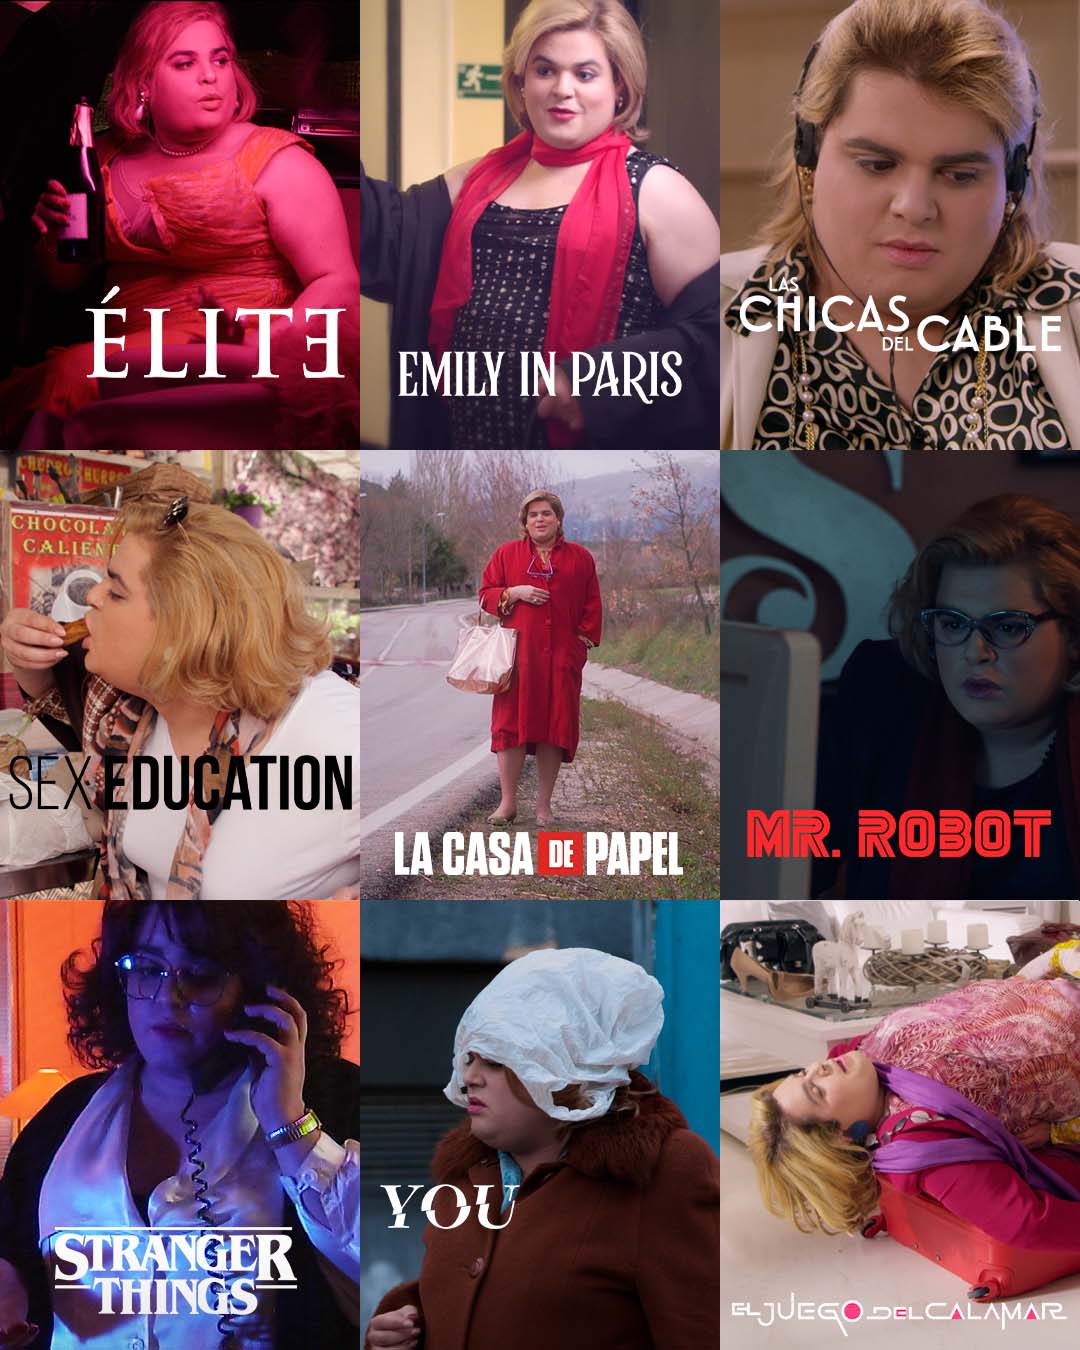 ÉLITE
EMILY IN PARIS
LAS
CHICAS
DEL CABLE
CHOCOLA
CALIEN
SEX EDUCATION
LA CASA DE PAPEL
MR. ROBOT
STRANGER
THINGS
YOU
EL JUEGO DEL CALAMAR